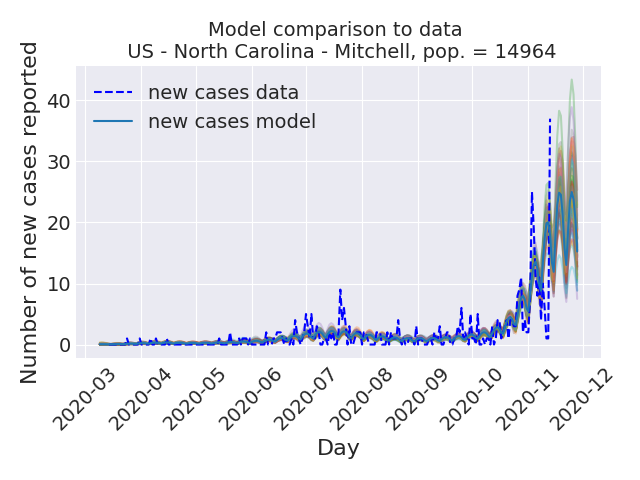 Model comparison to data
US - North Carolina - Mitchell, pop. = 14964
Number of new cases reported
40
30
20
10
0
new cases data
new cases model
2020-03
2020-04
2020-05
2020-06
2020-07
2020-08
2020-09
2020-10
2020-11
2020-12
Day